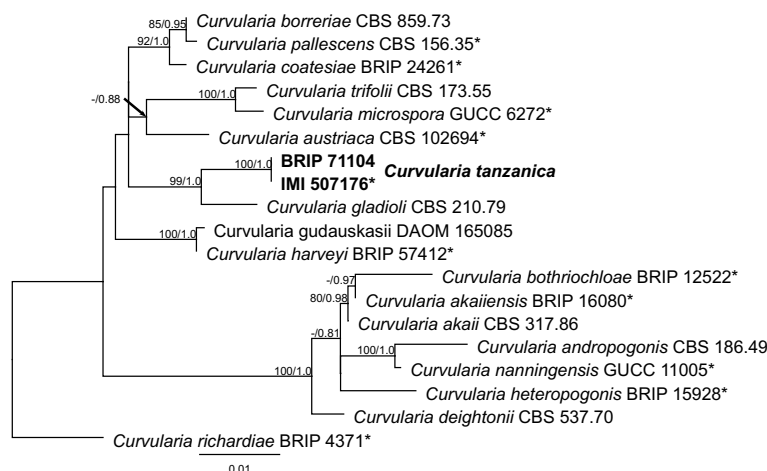 85/0.95
Curvularia borreriae CBS 859.73
92/1.0
Curvularia pallescens CBS 156.35*
Curvularia coatesiae BRIP 24261*
-/0.88
Curvularia trifolii CBS 173.55
100/1.0
Curvularia microspora GUCC 6272*
Curvularia austriaca CBS 102694*
100/1.0
BRIP 71104
Curvularia tanzanica
IMI 507176*
99/1.0
Curvularia gladioli CBS 210.79
Curvularia gudauskasii DAOM 165085
100/1.0
Curvularia harveyi BRIP 57412*
-/0.97
Curvularia bothriochloae BRIP 12522*
80/0.98
Curvularia akaiiensis BRIP 16080*
Curvularia akaii CBS 317.86
-/0.81
Curvularia andropogonis CBS 186.49
100/1.0
Curvularia nanningensis GUCC 11005*
100/1.0
Curvularia heteropogonis BRIP 15928*
Curvularia deightonii CBS 537.70
Curvularia richardiae BRIP 4371*
0.01